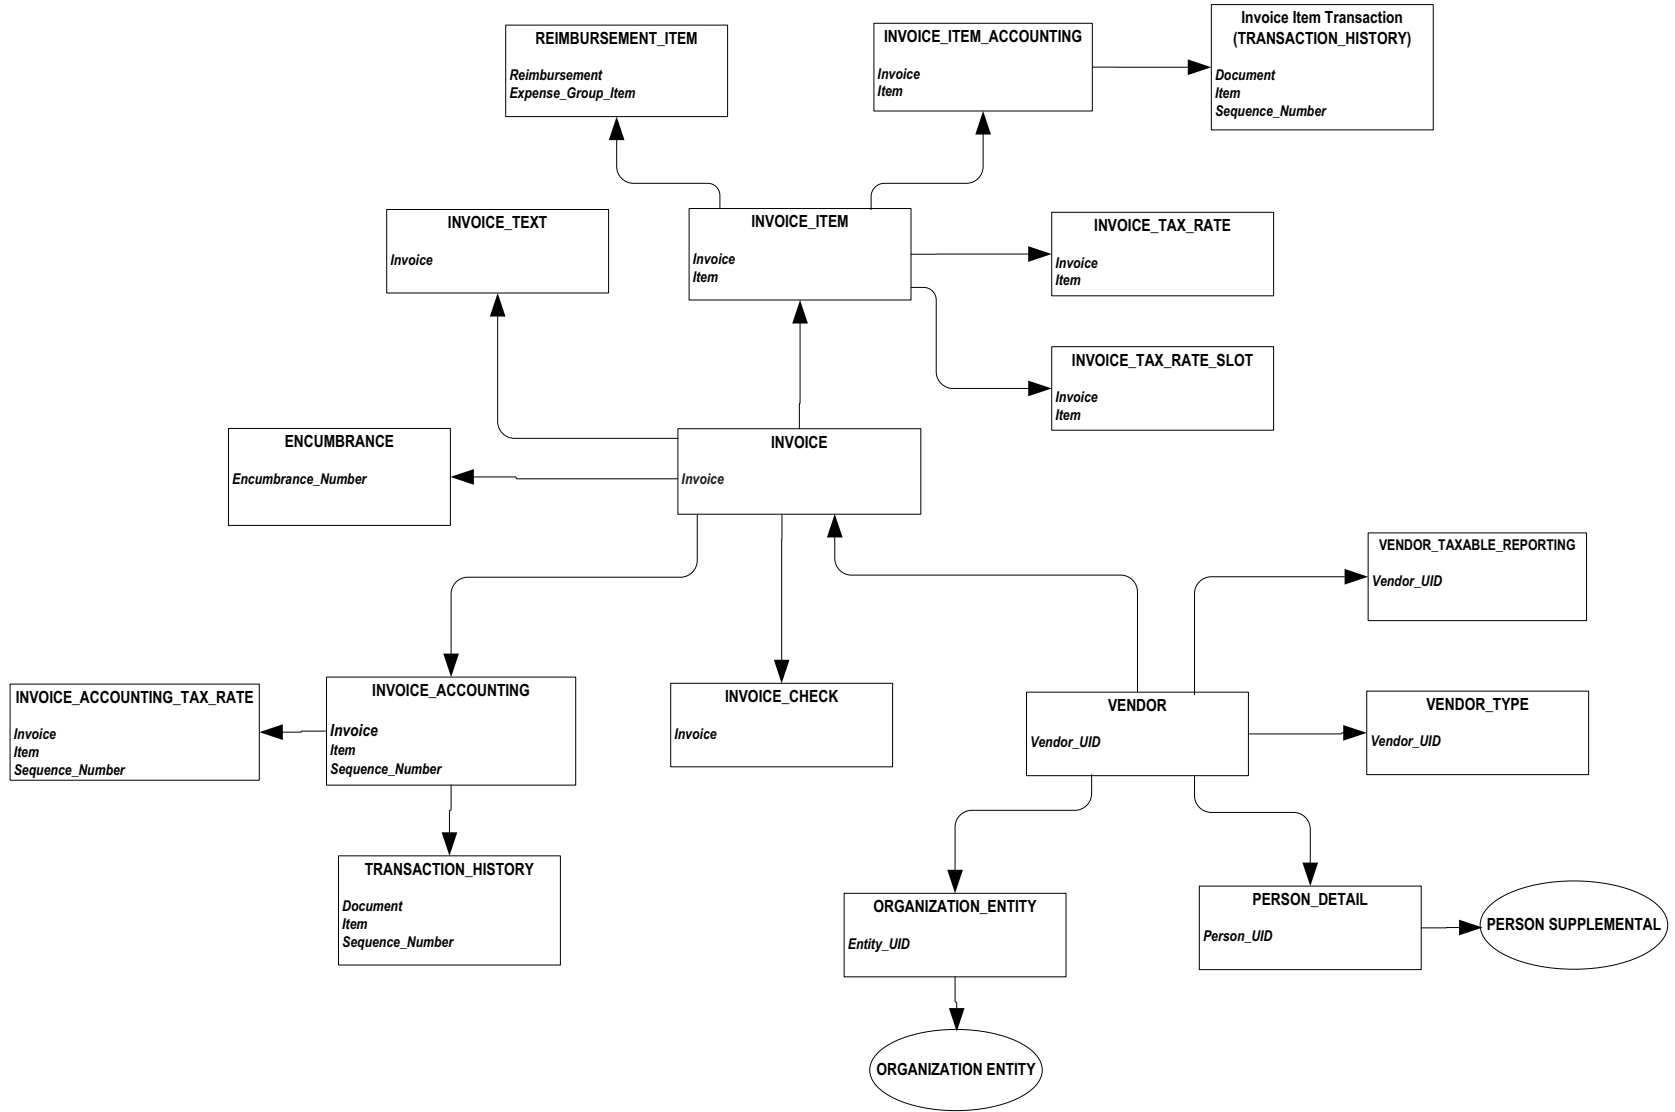 REIMBURSEMENT_ITEM
Reimbursement
Expense_Group_Item
INVOICE_ITEM_ACCOUNTING
Invoice
Item
Invoice Item Transaction
(TRANSACTION_HISTORY)
Document
Item
Sequence_Number
INVOICE_TEXT
Invoice
INVOICE_ITEM
Invoice
Item
INVOICE_TAX_RATE
Invoice
Item
INVOICE_TAX_RATE_SLOT
Invoice
Item
ENCUMBRANCE
Encumbrance_Number
INVOICE
Invoice
VENDOR_TAXABLE_REPORTING
Vendor_UID
INVOICE_ACCOUNTING_TAX_RATE
Invoice
Item
Sequence_Number
INVOICE_ACCOUNTING
Invoice
Item
Sequence_Number
INVOICE_CHECK
Invoice
VENDOR
Vendor_UID
VENDOR_TYPE
Vendor_UID
TRANSACTION_HISTORY
Document
Item
Sequence_Number
ORGANIZATION_ENTITY
Entity_UID
PERSON_DETAIL
Person_UID
PERSON SUPPLEMENTAL
ORGANIZATION ENTITY